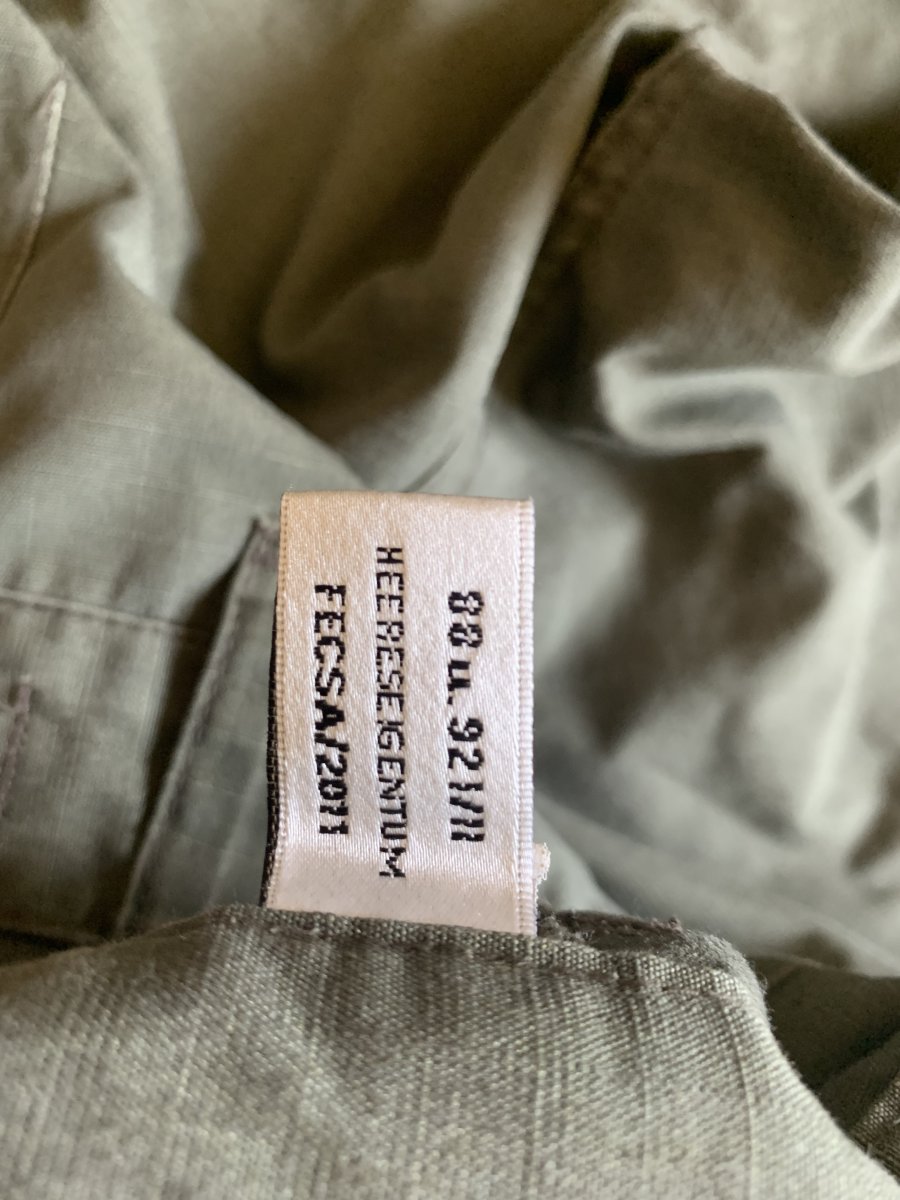 88 u. 92 I/II
HEERESEIGENTUM
FECSA/2011